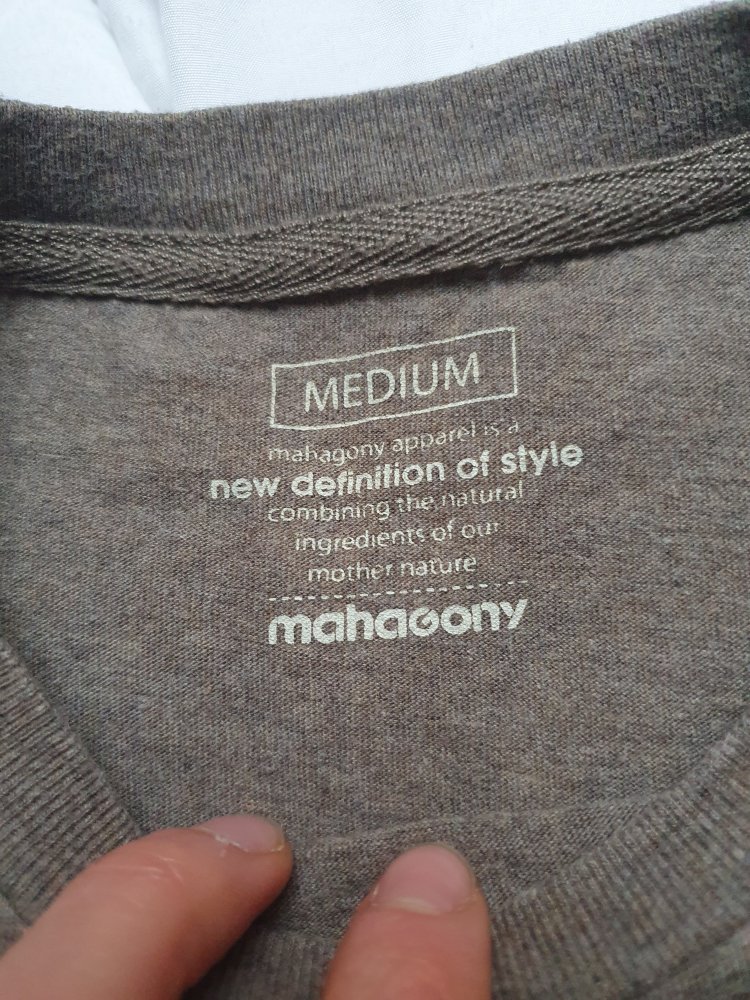 MEDIUM
mahagony apparel is a
new definition of style
combining the natural
ingredients of our
mother nature
mahagony